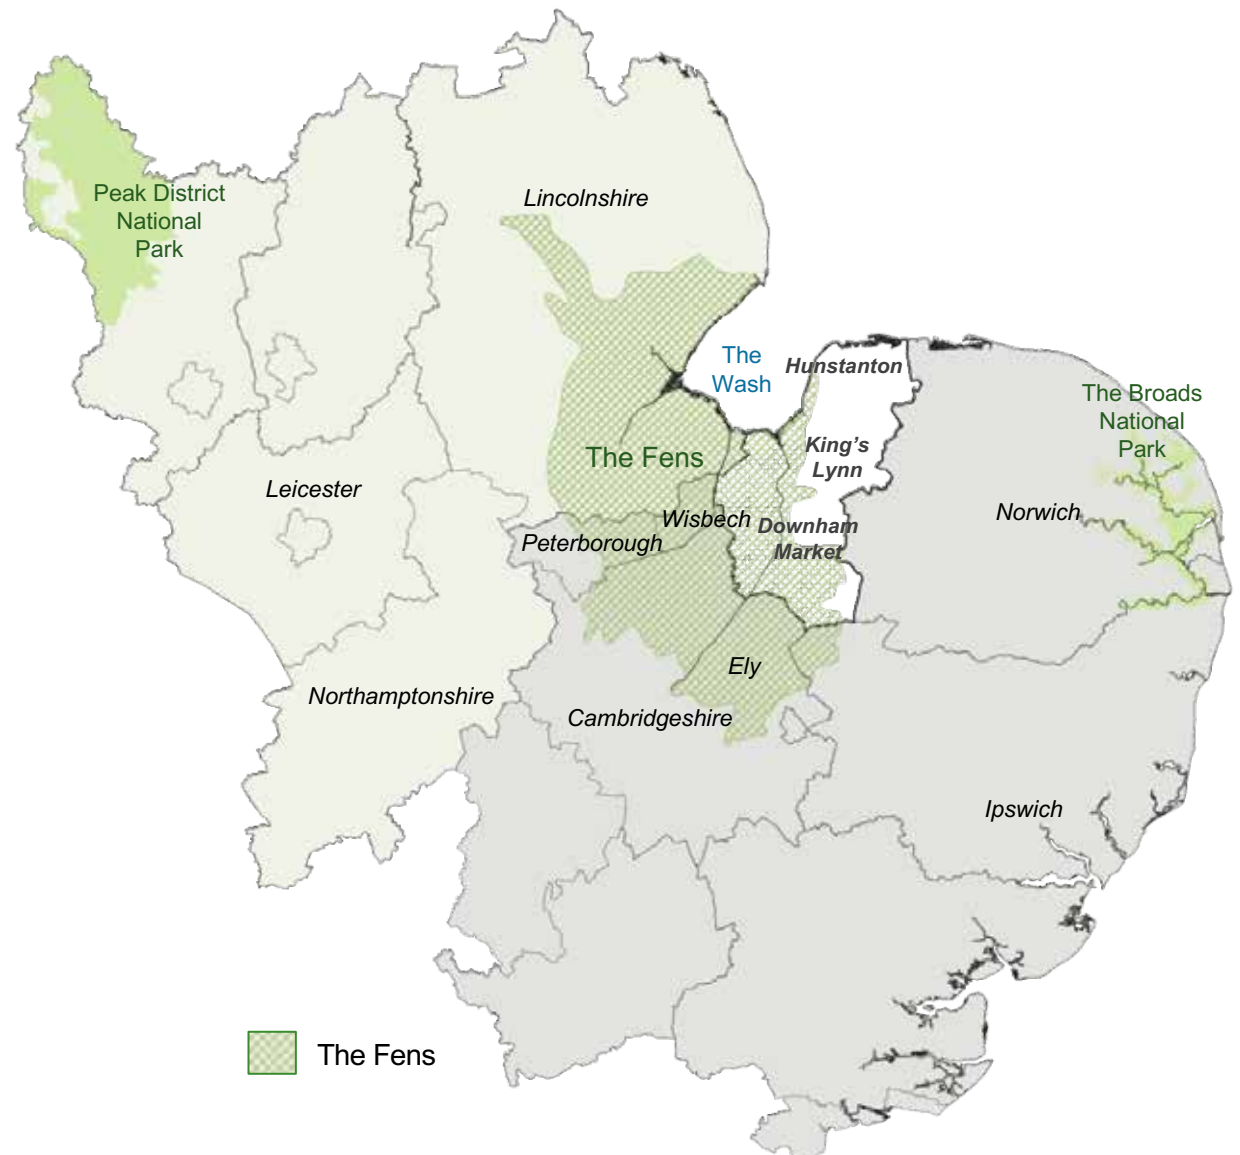 Peak District
National
Park
Lincolnshire
The
Wash
Hunstanton
The Broads
National
Park
King's
Lynn
The Fens
Leicester
Wisbech
Downham
Market
Norwich
Peterborough
Ely
Northamptonshire
Cambridgeshire
Ipswich
The Fens